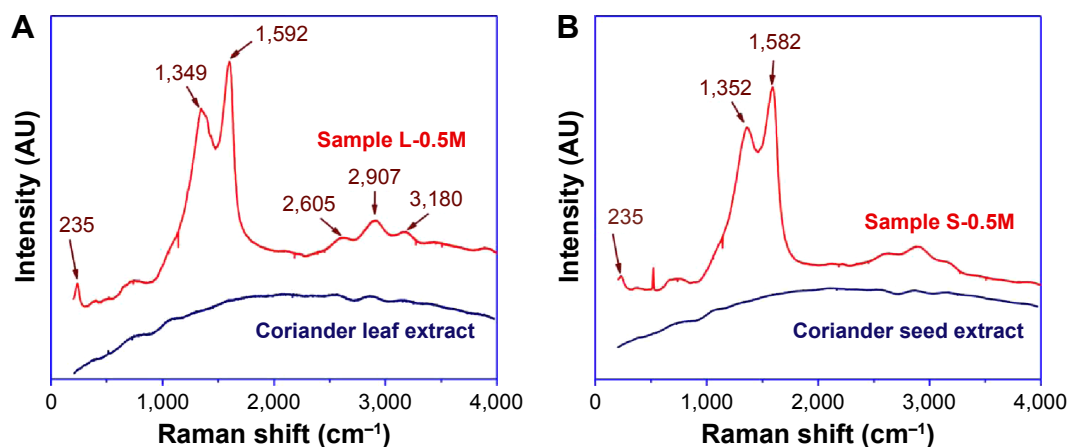 A
Intensity (AU)
1,592
1,349
Sample L-0.5M
2,907
2,605
3,180
235
Coriander leaf extract
0
1,000
2,000
3,000
4,000
Raman shift (cm⁻¹)
B
Intensity (AU)
1,582
1,352
235
Sample S-0.5M
Coriander seed extract
0
1,000
2,000
3,000
4,000
Raman shift (cm⁻¹)